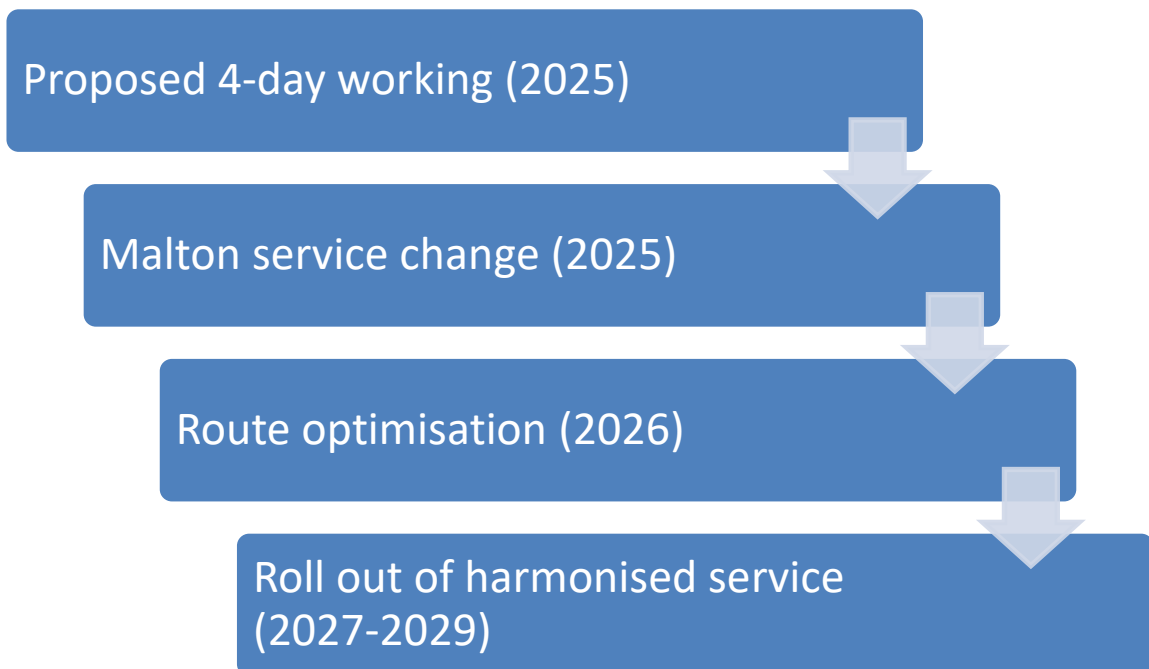 Proposed 4-day working (2025)
Malton service change (2025)
Route optimisation (2026)
Roll out of harmonised service
(2027-2029)